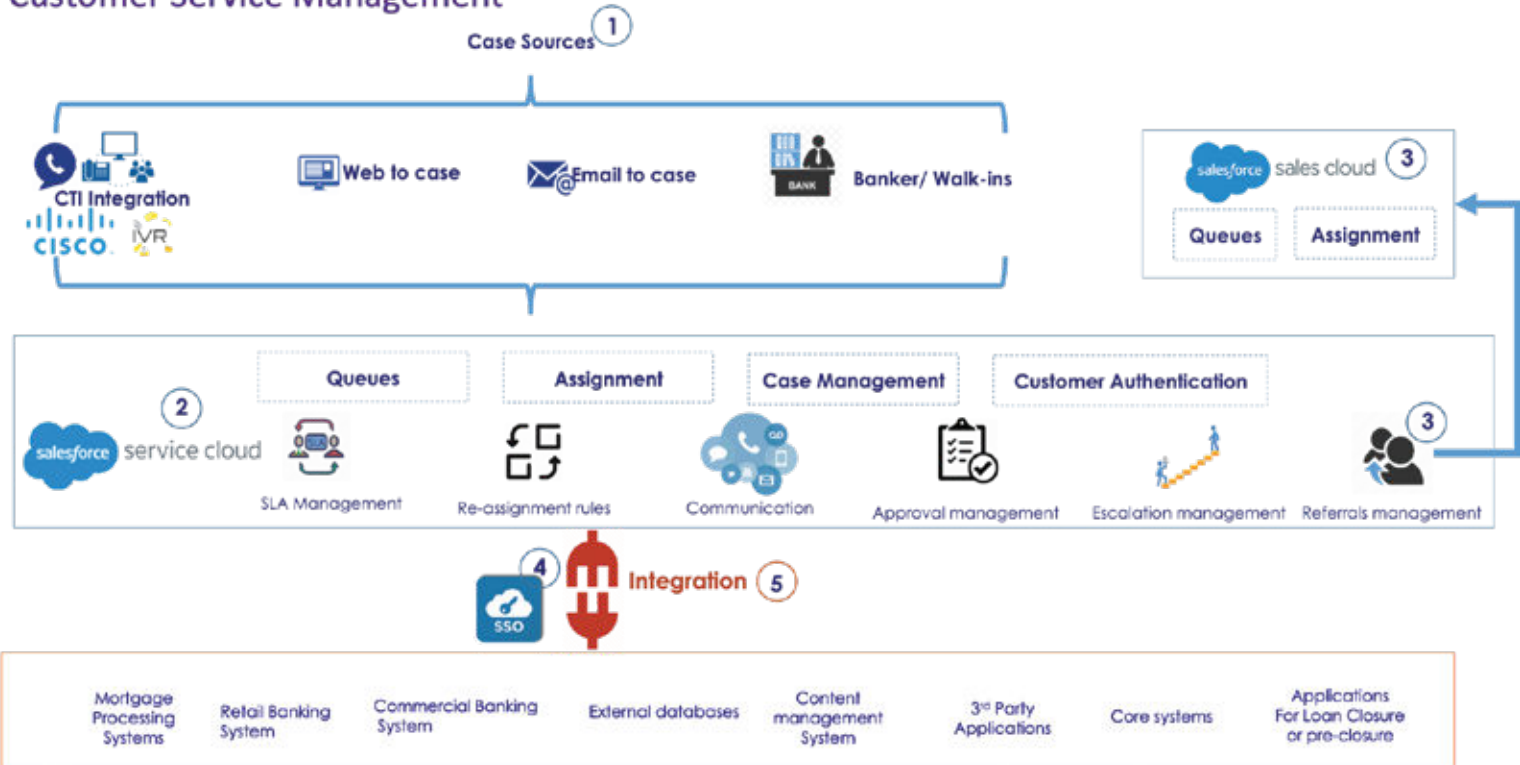 Customer Service Management
Case Sources
1
CTI Integration
CISCO
IVR
Web to case
@
Email to case
BANK
Banker/ Walk-ins
salesforce
sales cloud
3
Queues
Assignment
Queues
Assignment
Case Management
Customer Authentication
2
salesforce
service cloud
SLA
SLA Management
Re-assignment rules
Communication
Approval management
Escalation management
3
Referrals management
4
SSO
Integration
5
Mortgage
Processing
Systems
Retail Banking
System
Commercial Banking
System
External databases
Content
management
System
3rd Party
Applications
Core systems
Applications
For Loan Closure
or pre-closure